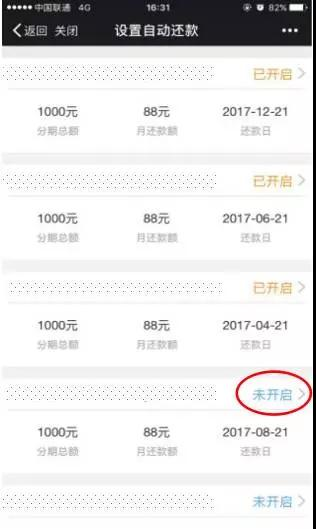 中国联通 4G 16:31 82%
返回 关闭 设置自动还款
已开启
1000元 88元 2017-12-21
分期总额 月还款额 还款日
已开启
1000元 88元 2017-06-21
分期总额 月还款额 还款日
已开启
1000元 88元 2017-04-21
分期总额 月还款额 还款日
未开启
1000元 88元 2017-08-21
分期总额 月还款额 还款日
未开启